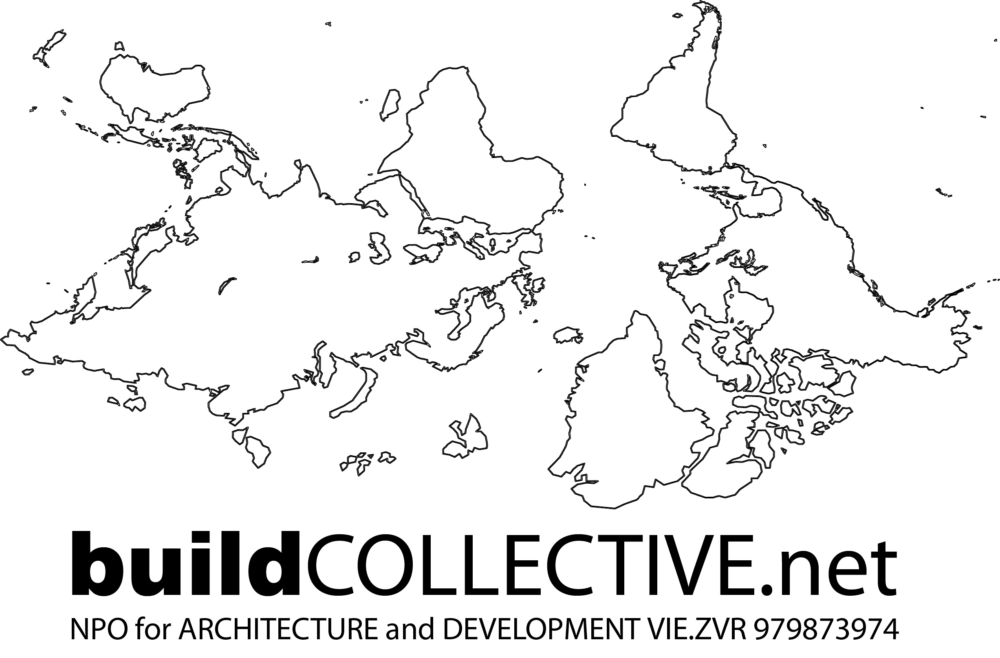 buildCOLLECTIVE.net
NPO for ARCHITECTURE and DEVELOPMENT VIE.ZVR 979873974